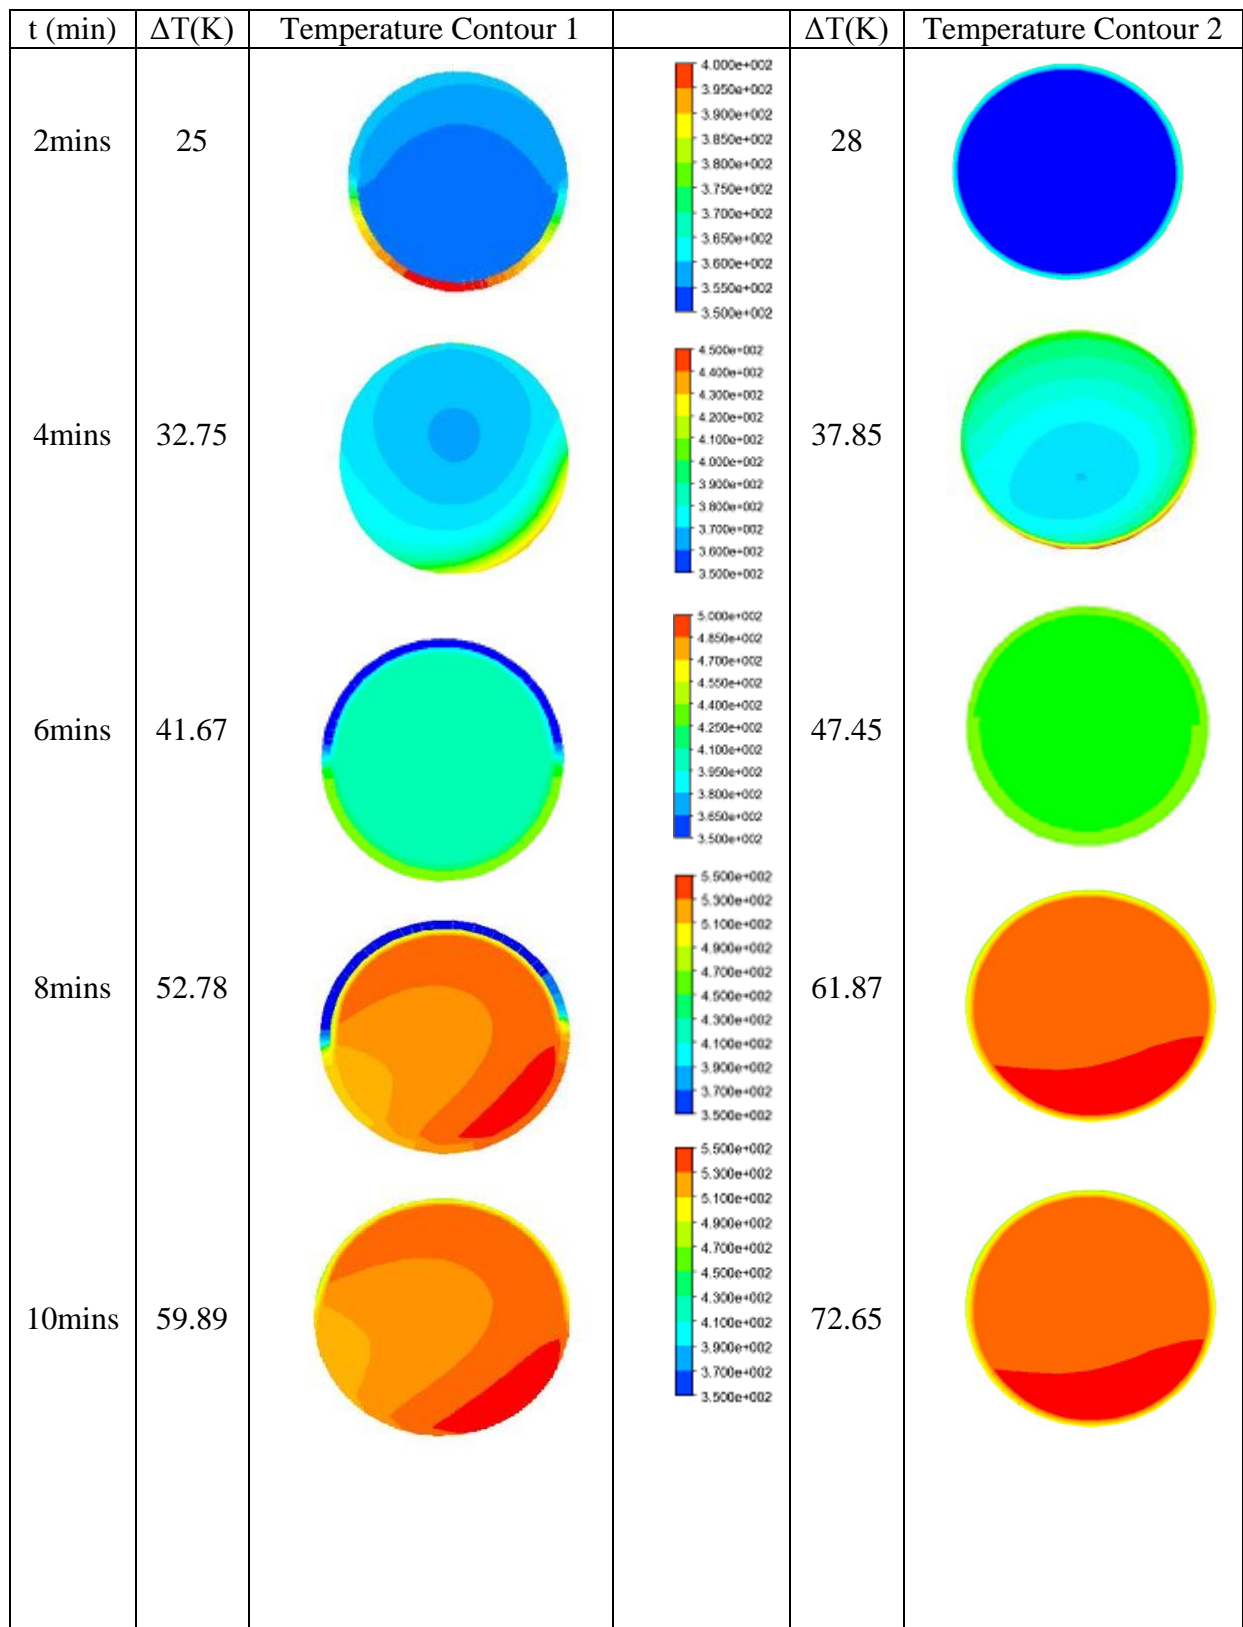 t (min) ΔT(K) Temperature Contour 1 ΔT(K) Temperature Contour 2
4.000e+002
3.950e+002
3.900e+002
3.850e+002
2mins 25 28
3.800e+002
3.750e+002
3.700e+002
3.650e+002
3.600e+002
3.550e+002
3.500e+002
4.500e+002
4.400e+002
4.300e+002
4.200e+002
4mins 32.75 37.85
4.100e+002
4.000e+002
3.900e+002
3.800e+002
3.700e+002
3.600e+002
3.500e+002
5.000e+002
4.850e+002
4.700e+002
4.550e+002
4.400e+002
6mins 41.67 47.45
4.250e+002
4.100e+002
3.950e+002
3.800e+002
3.650e+002
3.500e+002
5.500e+002
5.300e+002
5.100e+002
4.900e+002
4.700e+002
8mins 52.78 61.87
4.500e+002
4.300e+002
4.100e+002
3.900e+002
3.700e+002
3.500e+002
5.500e+002
5.300e+002
5.100e+002
4.900e+002
4.700e+002
4.500e+002
4.300e+002
10mins 59.89 72.65
4.100e+002
3.900e+002
3.700e+002
3.500e+002